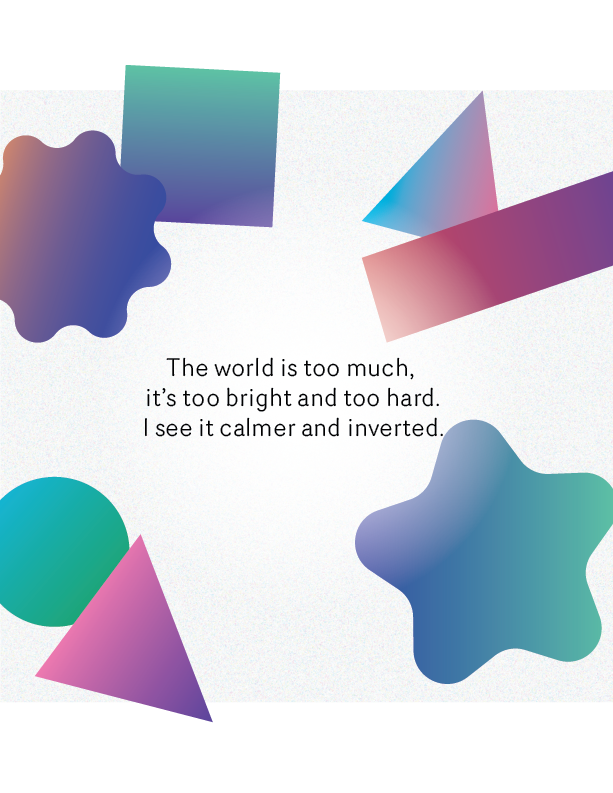 The world is too much,
it’s too bright and too hard.
I see it calmer and inverted.